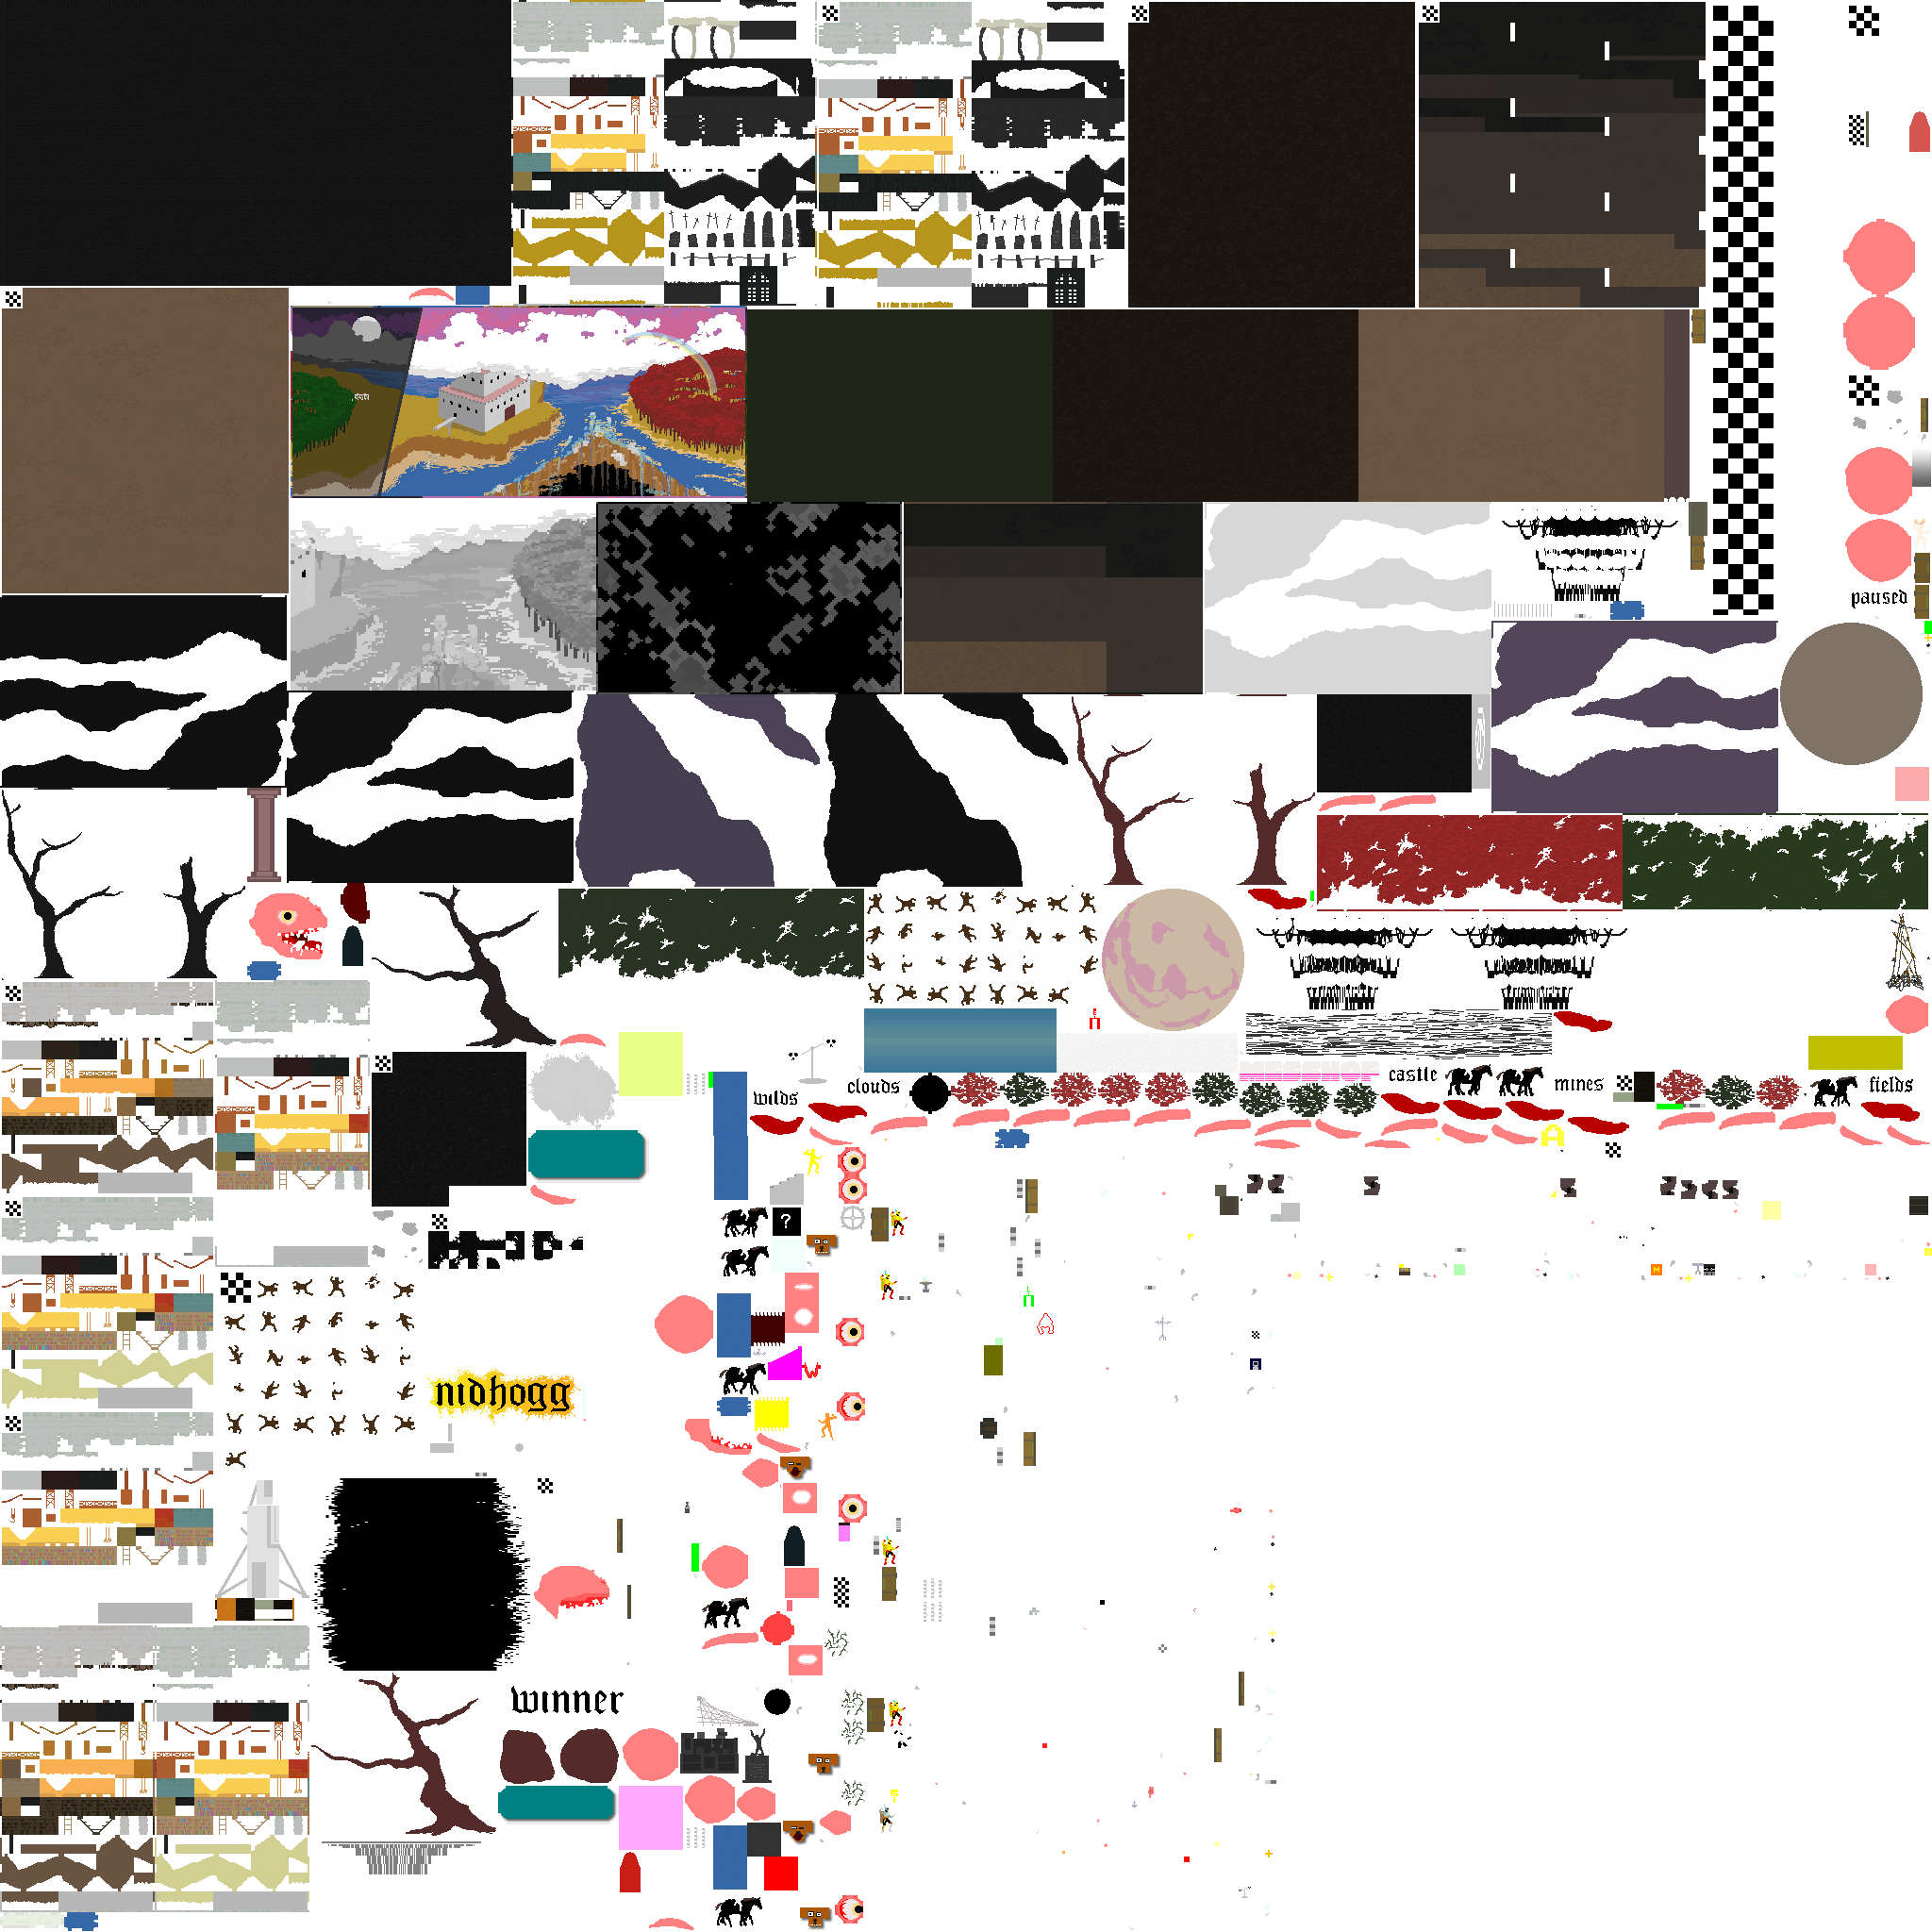 paused
castle
mines
clouds
fields
wilds
?
W
A
M
nidhogg
winner